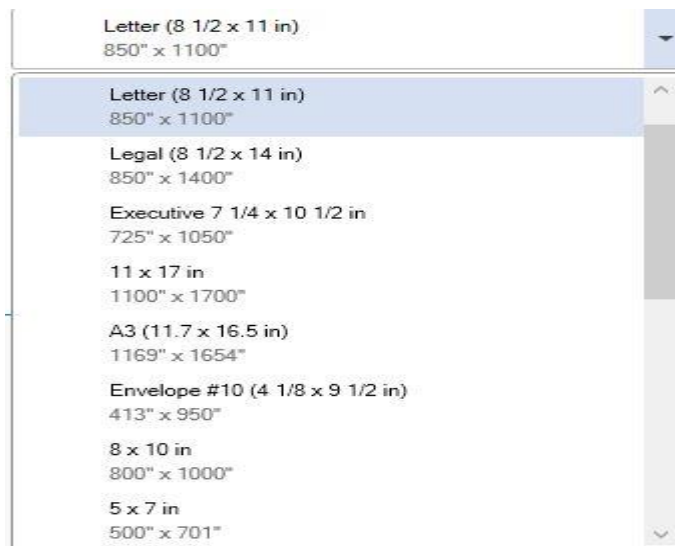 Letter (8 1/2 x 11 in)
850" x 1100"
Letter (8 1/2 x 11 in)
850" x 1100"
Legal (8 1/2 x 14 in)
850" x 1400"
Executive 7 1/4 x 10 1/2 in
725" x 1050"
11 x 17 in
1100" x 1700"
A3 (11.7 x 16.5 in)
1169" x 1654"
Envelope #10 (4 1/8 x 9 1/2 in)
413" x 950"
8 x 10 in
800" x 1000"
5 x 7 in
500" x 701"